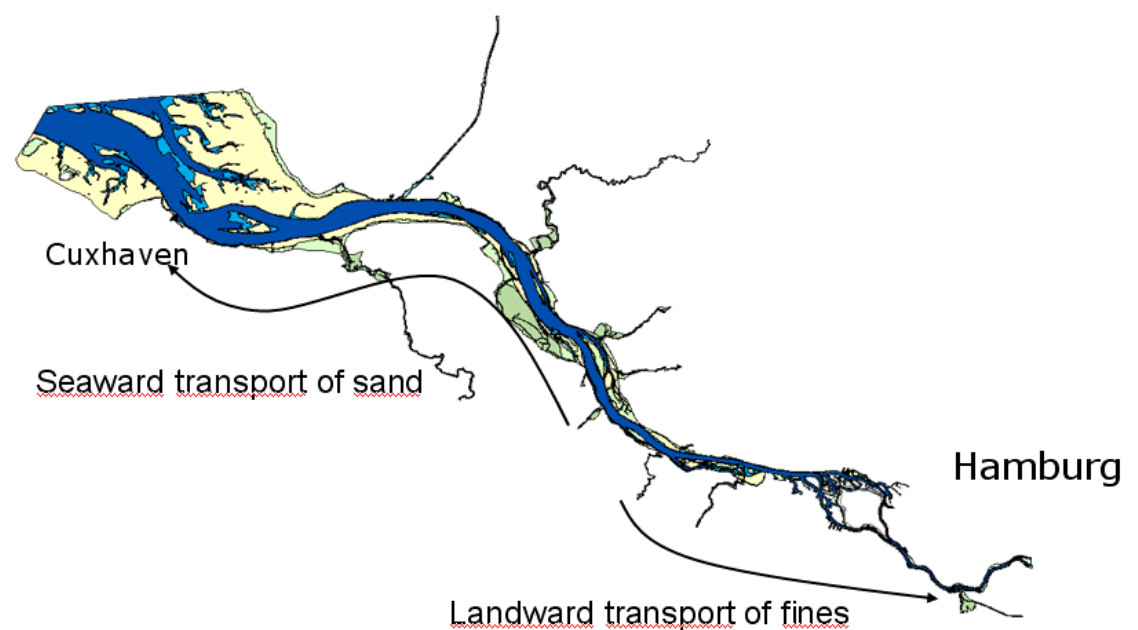 Cuxhaven
Seaward transport of sand
Hamburg
Landward transport of fines